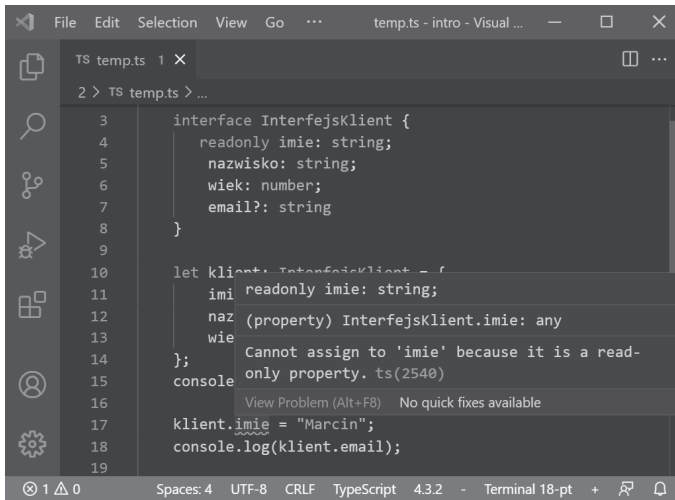 File Edit Selection View Go ··· temp.ts - intro - Visual ...
TS temp.ts 1
2 > TS temp.ts > ...
3 interface InterfejsKlient {
4 readonly imie: string;
5 nazwisko: string;
6 wiek: number;
7 email?: string
8 }
9
10 let klient: InterfejsKlient = {
11 imi
12 naz
13 wie
14 };
15 console
16
17 klient.imie = "Marcin";
18 console.log(klient.email);
19
readonly imie: string;
(property) InterfejsKlient.imie: any
Cannot assign to 'imie' because it is a read-
only property. ts(2540)
View Problem (Alt+F8) No quick fixes available
1 0 Spaces: 4 UTF-8 CRLF TypeScript 4.3.2 - Terminal 18-pt +